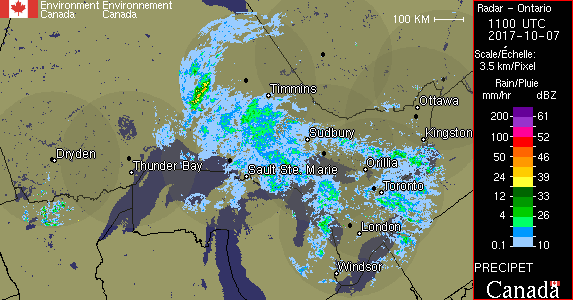 Environment Environnement
Canada Canada
100 KM
Timmins
Ottawa
Sudbury
Kingston
Dryden
Thunder Bay
Sault Ste. Marie
Orillia
Toronto
London
Windsor
Radar - Ontario
1100 UTC
2017-10-07
Scale/Échelle:
3.5 km/Pixel
Rain/Pluie
mm/hr dBZ
200 61
100 52
50 46
24 39
12 33
4 26
0.1 10
PRECIPET
Canada